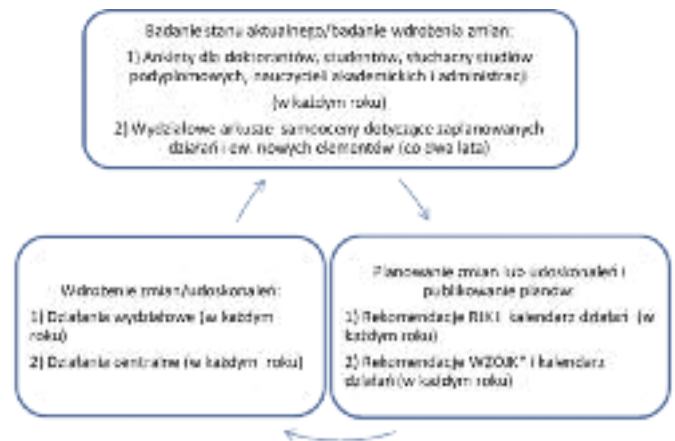 Badanie stanu aktualnego/badanie wdrożenia zmian:
1) Ankiety dla doktorantów, studentów, słuchaczy studiów
podyplomowych, nauczycieli akademickich i administracji
(w każdym roku)
2) Wydziałowe arkusze samooceny dotyczące zaplanowanych
działań i ew. nowych elementów (co dwa lata)
Wdrożenie zmian/udoskonaleń:
1) Działania wydziałowe (w każdym
roku)
2) Działania centralne (w każdym roku)
Planowanie zmian lub udoskonaleń i
publikowanie planów:
1) Rekomendacje i kalendarz działań (w
każdym roku)
2) Rekomendacje WZOJK* i kalendarz
działań (w każdym roku)